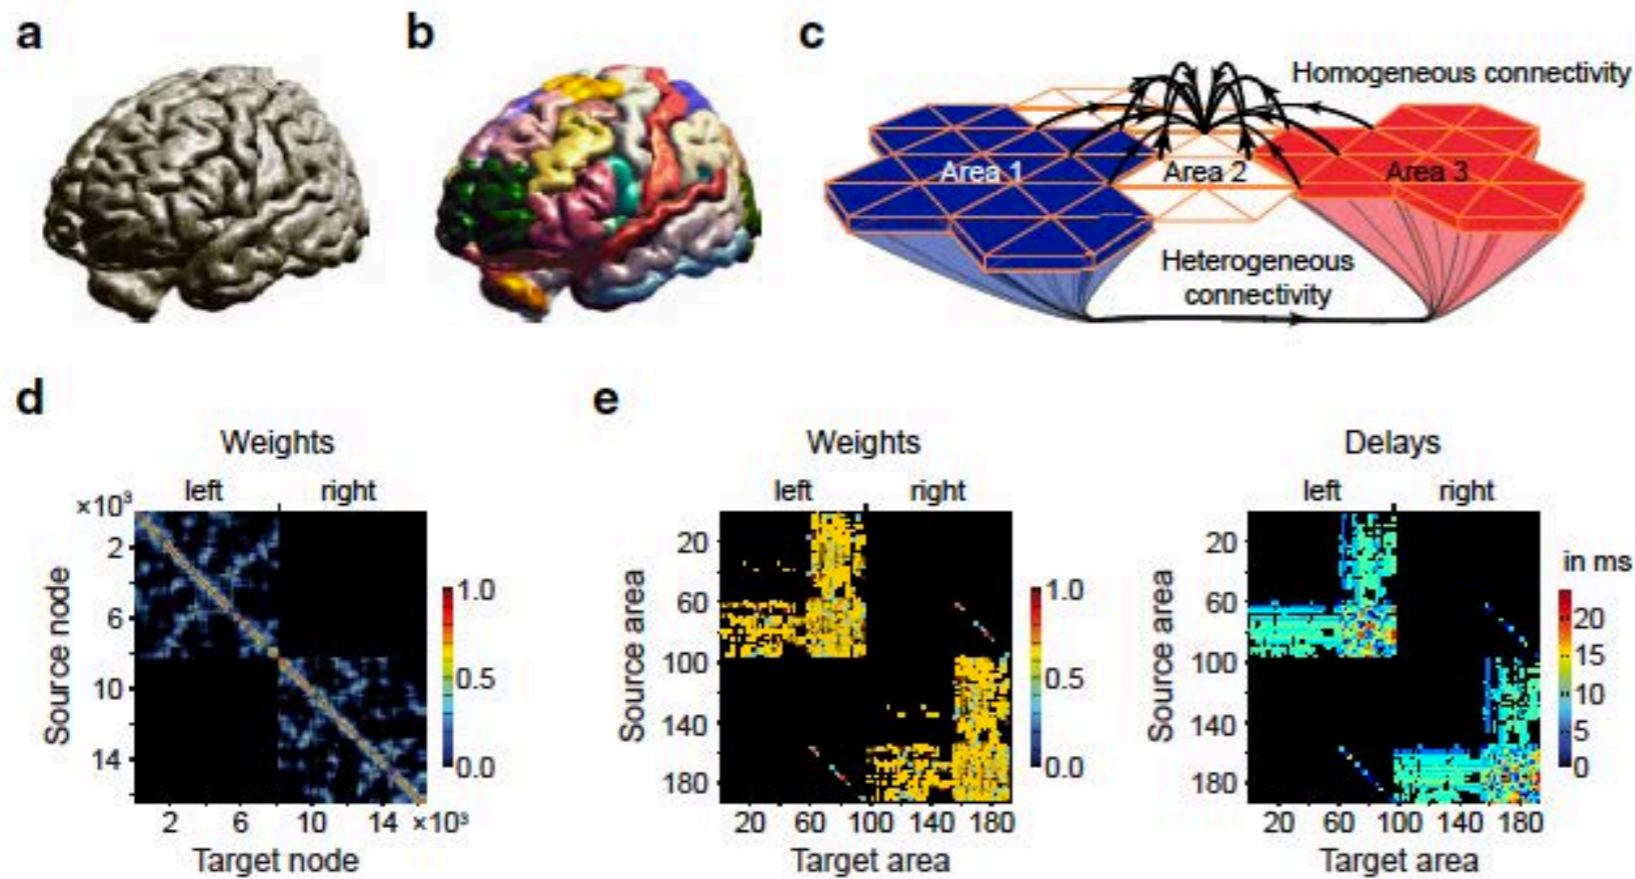 a
b
c
Homogeneous connectivity
Area 1
Area 2
Area 3
Heterogeneous
connectivity
d
Weights
left
right
×10³
2
6
10
14
Source node
2
6
10
14
×10³
Target node
1.0
0.5
0.0
e
Weights
left
right
20
60
100
140
180
Source area
20
60
100
140
180
Target area
1.0
0.5
0.0
Delays
left
right
20
60
100
140
180
Source area
20
60
100
140
180
Target area
in ms
20
15
10
5
0